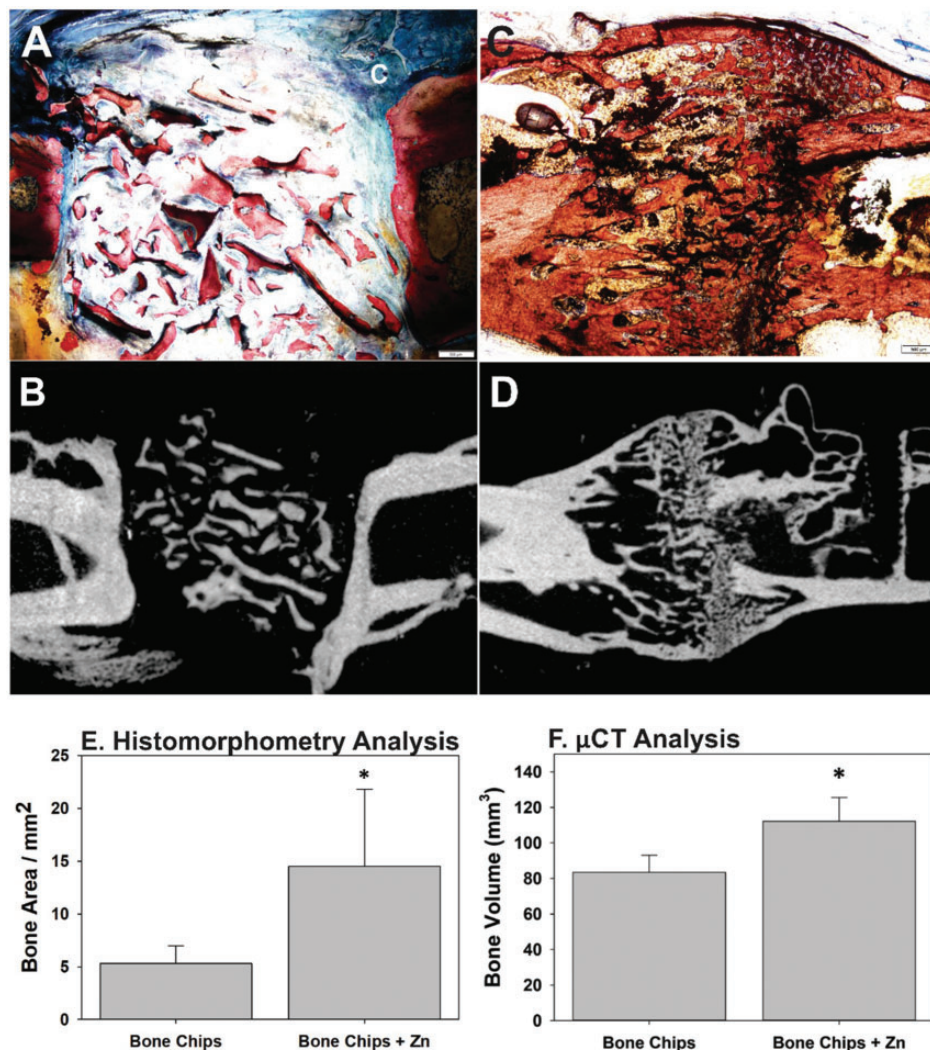 A
C
C
B
D
E. Histomorphometry Analysis
Bone Area / mm²
25
20
15
10
5
0
*
Bone Chips
Bone Chips + Zn
F. µCT Analysis
Bone Volume (mm³)
140
120
100
80
60
40
20
0
*
Bone Chips
Bone Chips + Zn